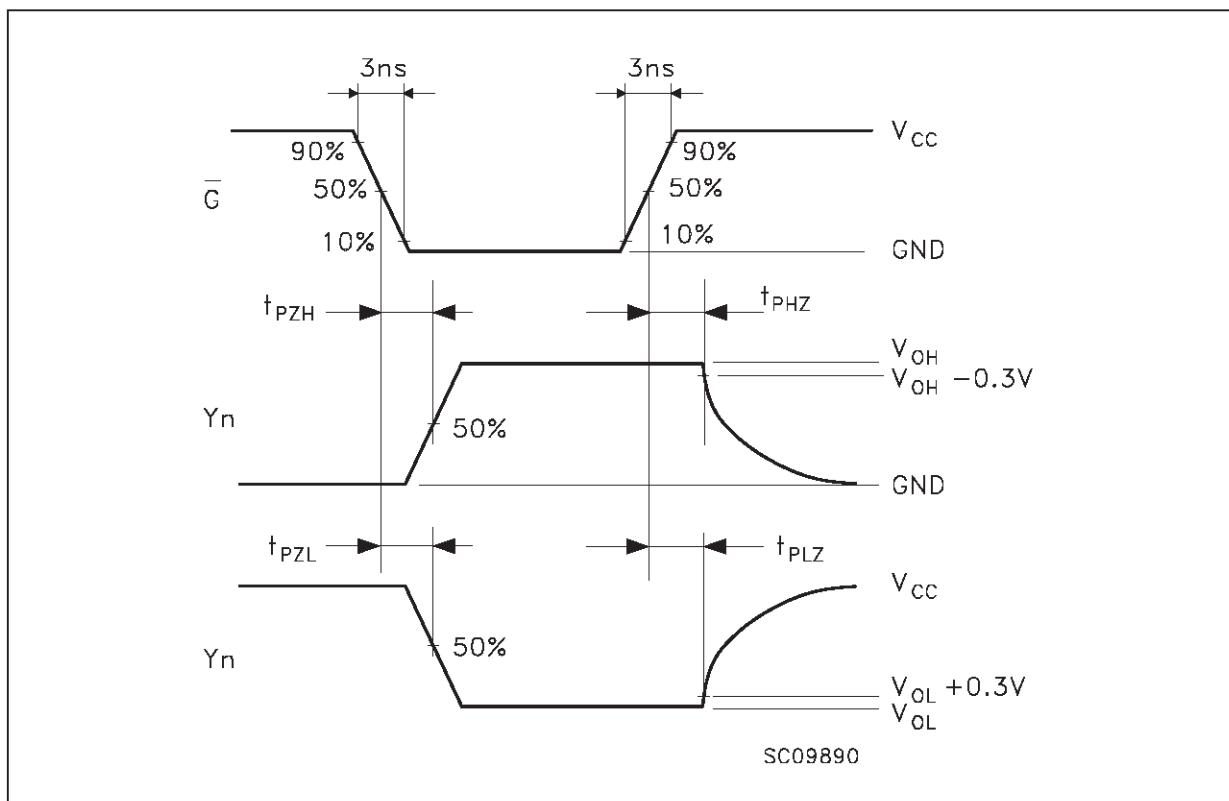 3ns 3ns
V_CC
90% 90%
G̅ 50% 50%
10% 10%
GND
t_PZH t_PHZ
V_OH
V_OH −0.3V
Yn 50%
GND
t_PZL t_PLZ
V_CC
Yn 50%
V_OL +0.3V
V_OL
SC09890